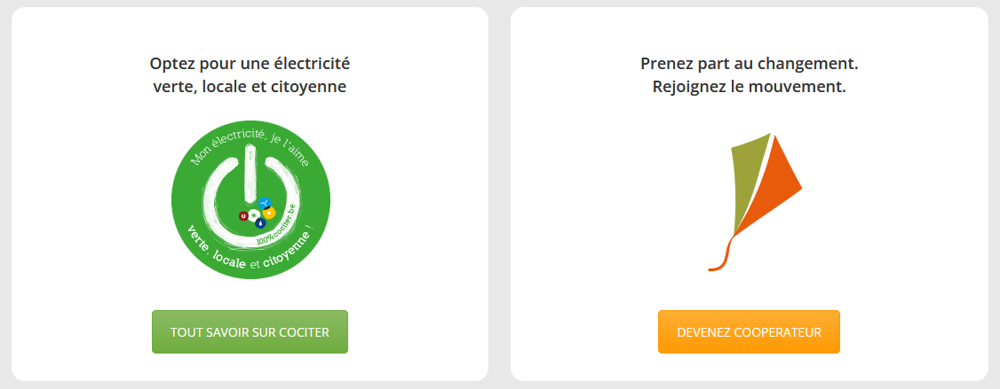 Optez pour une électricité
verte, locale et citoyenne
Mon électricité, je l'aime
100%cociter.be
verte, locale et citoyenne !
TOUT SAVOIR SUR COCITER
Prenez part au changement.
Rejoignez le mouvement.
DEVENEZ COOPERATEUR